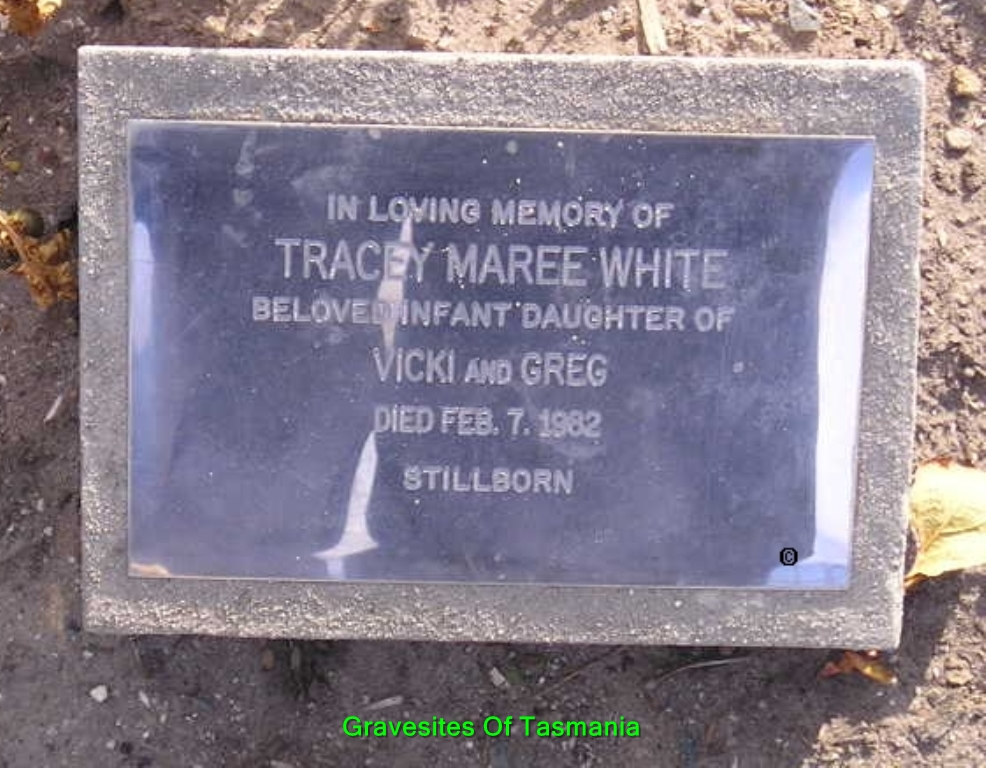 IN LOVING MEMORY OF
TRACEY MAREE WHITE
BELOVED INFANT DAUGHTER OF
VICKI AND GREG
DIED FEB. 7. 1982
STILLBORN
©
Gravesites Of Tasmania